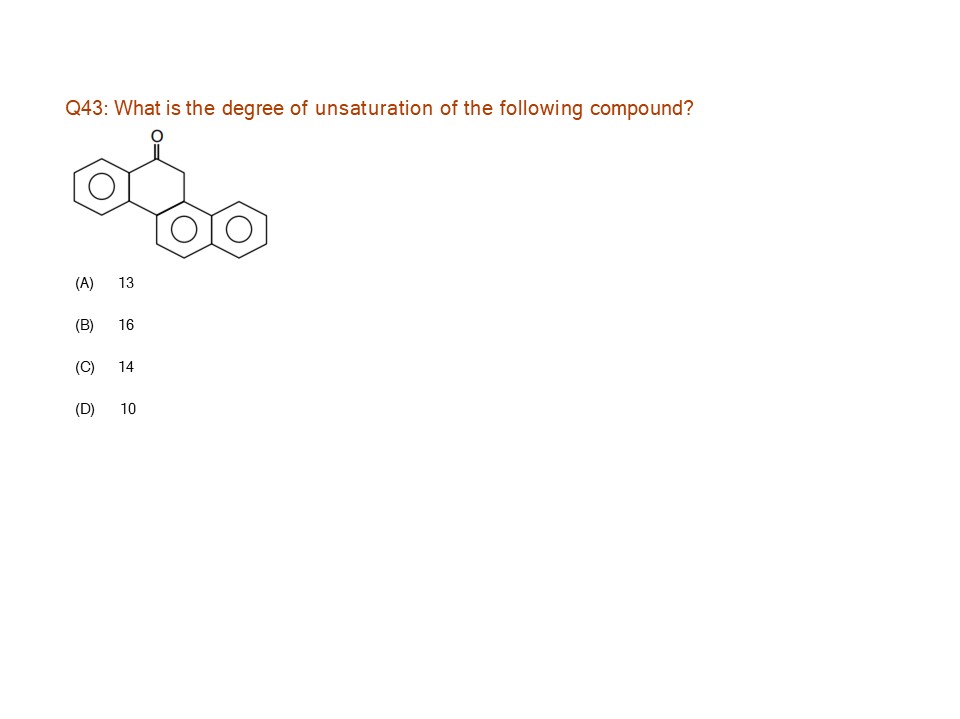 Q43: What is the degree of unsaturation of the following compound?
O
(A) 13
(B) 16
(C) 14
(D) 10